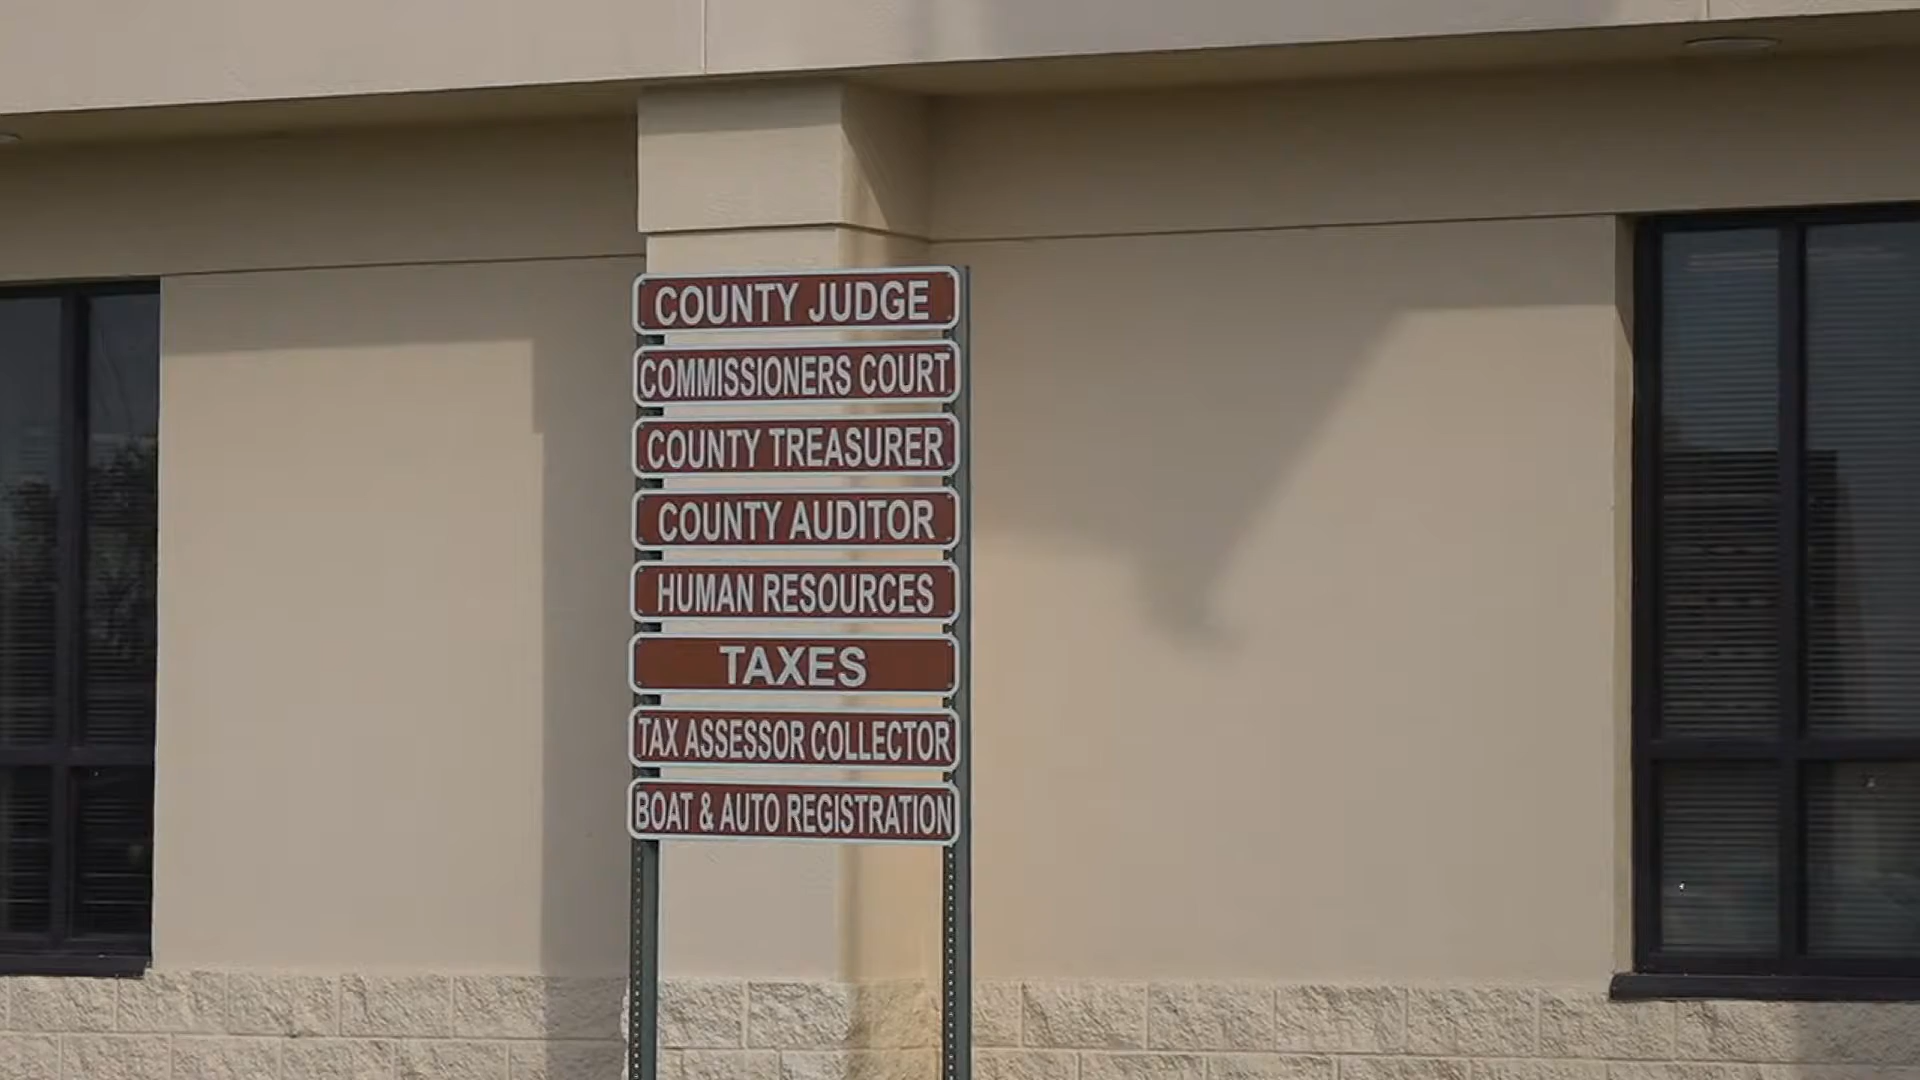 COUNTY JUDGE
COMMISSIONERS COURT
COUNTY TREASURER
COUNTY AUDITOR
HUMAN RESOURCES
TAXES
TAX ASSESSOR COLLECTOR
BOAT & AUTO REGISTRATION